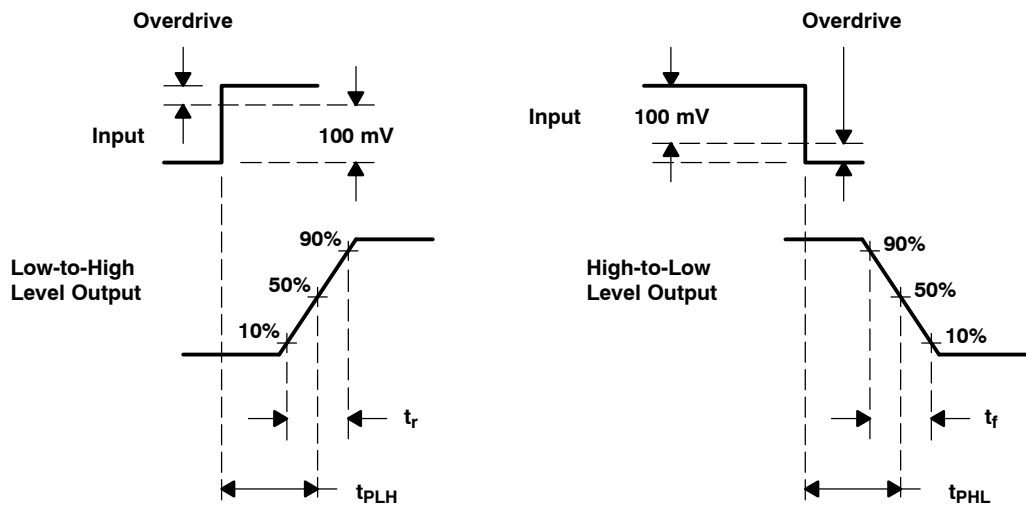 Overdrive
Input
100 mV
Low-to-High
Level Output
90%
50%
10%
tr
tPLH
Overdrive
Input
100 mV
High-to-Low
Level Output
90%
50%
10%
tf
tPHL